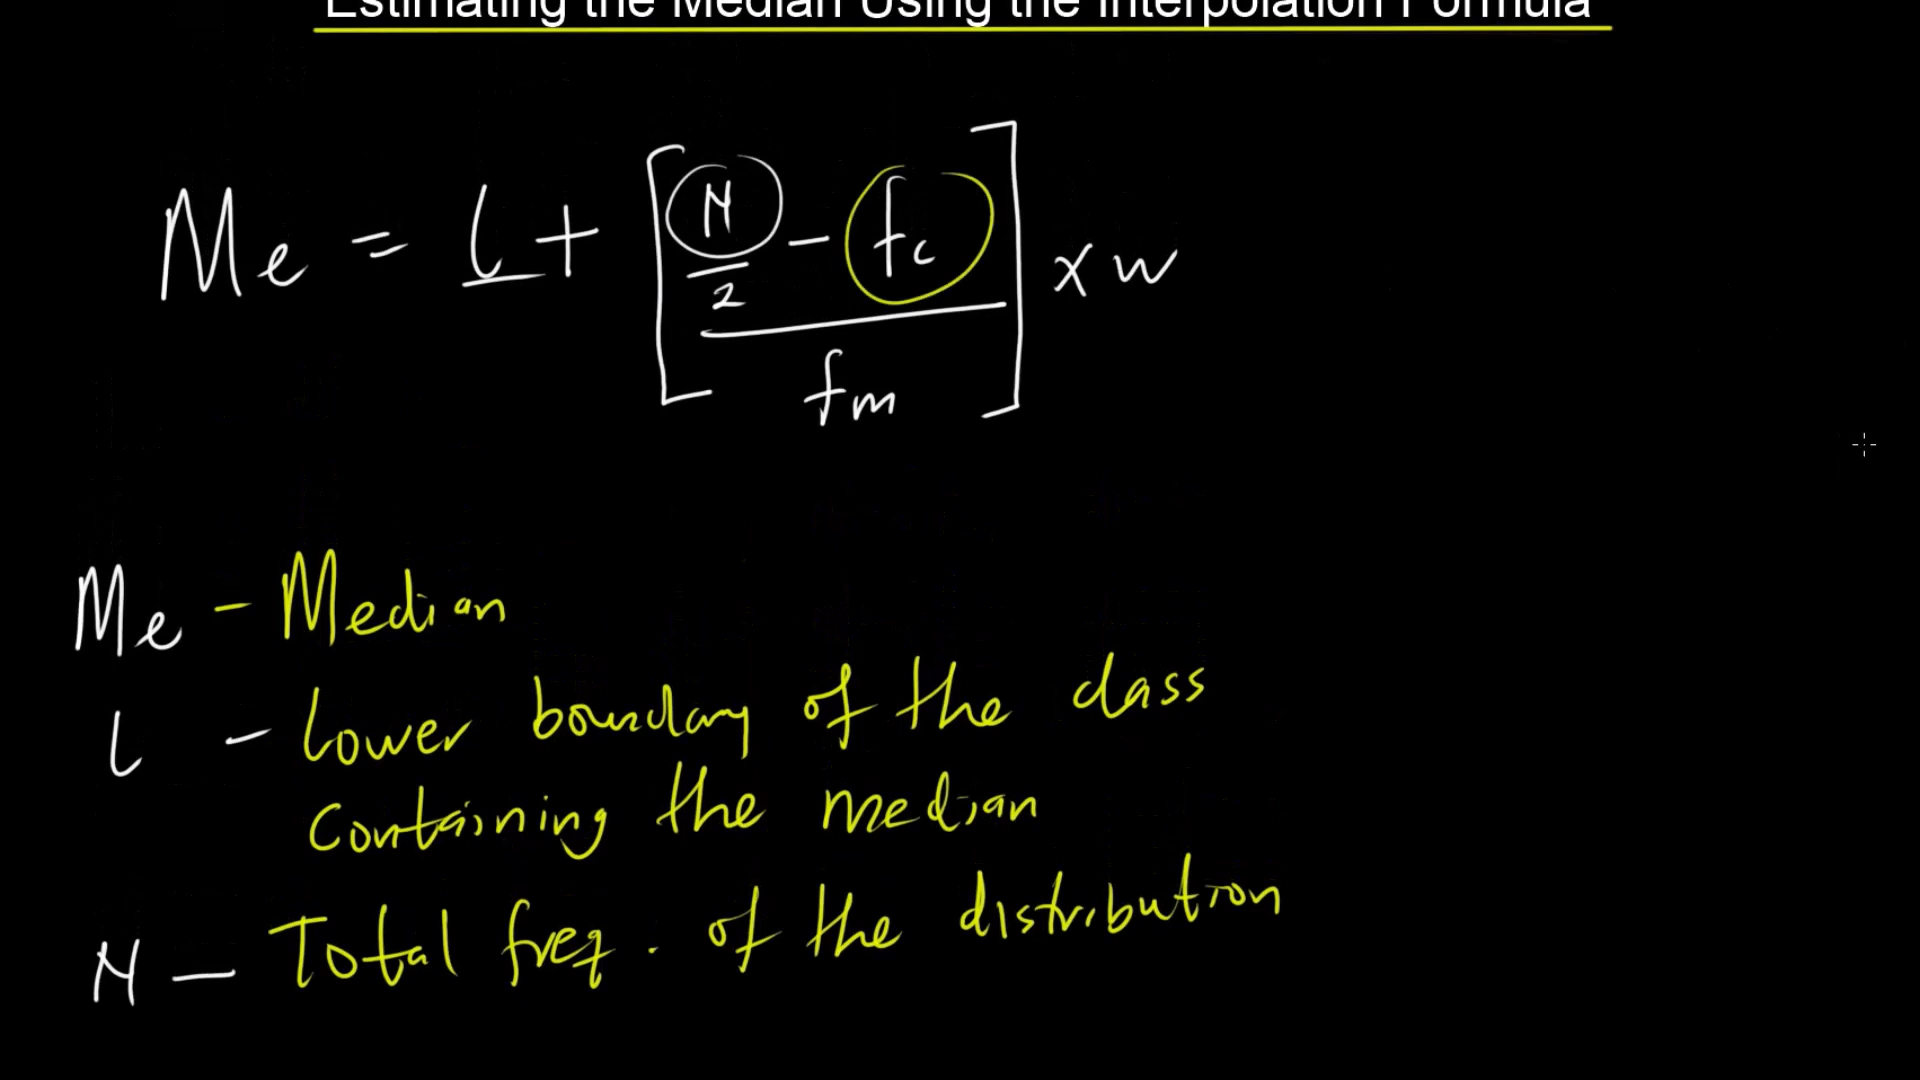 Estimating the Median Using the Interpolation Formula
Me = L + [ (N/2 - fc) / fm ] x w
Me - Median
L - Lower boundary of the class
containing the median
N - Total freq. of the distribution